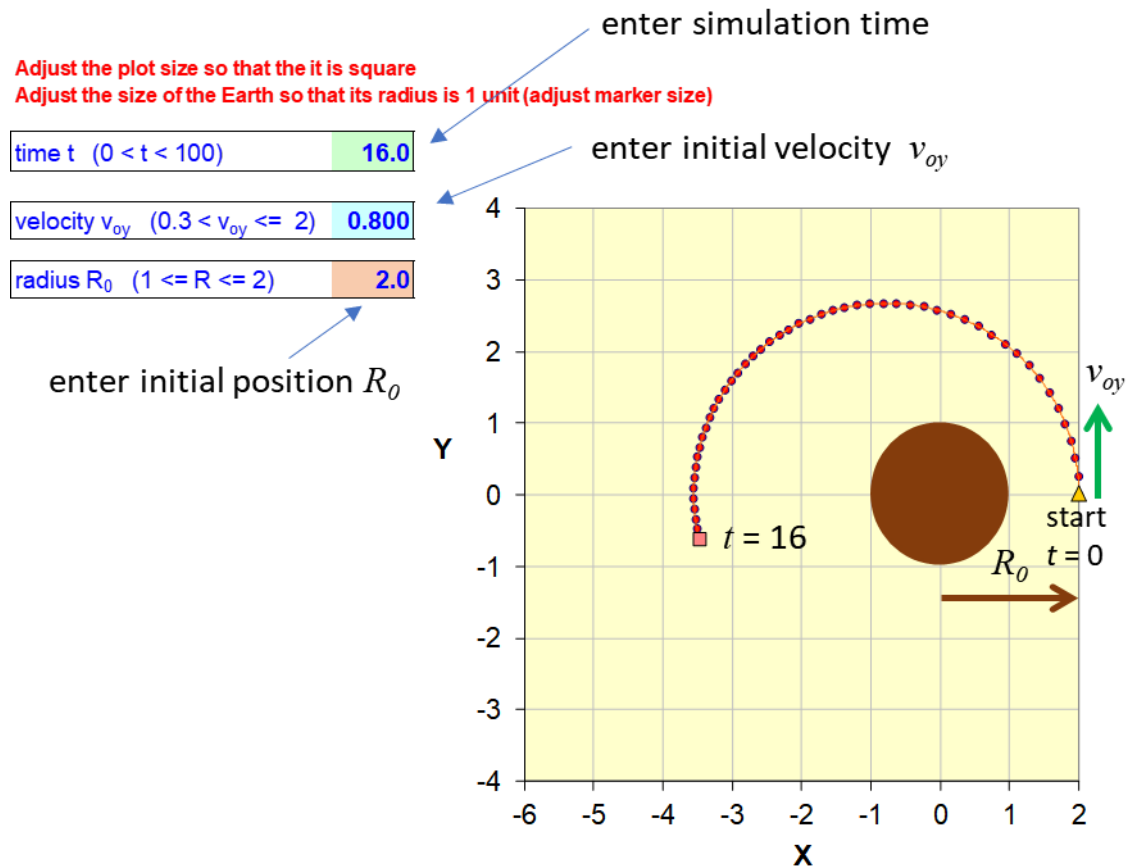 enter simulation time
Adjust the plot size so that the it is square
Adjust the size of the Earth so that its radius is 1 unit (adjust marker size)
time t (0 < t < 100) 16.0
enter initial velocity v_oy
velocity v_oy (0.3 < v_oy <= 2) 0.800
radius R_0 (1 <= R <= 2) 2.0
enter initial position R_0
4
3
2
1
0
-1
-2
-3
-4
Y
v_oy
start
t = 0
t = 16
R_0
-6 -5 -4 -3 -2 -1 0 1 2
X